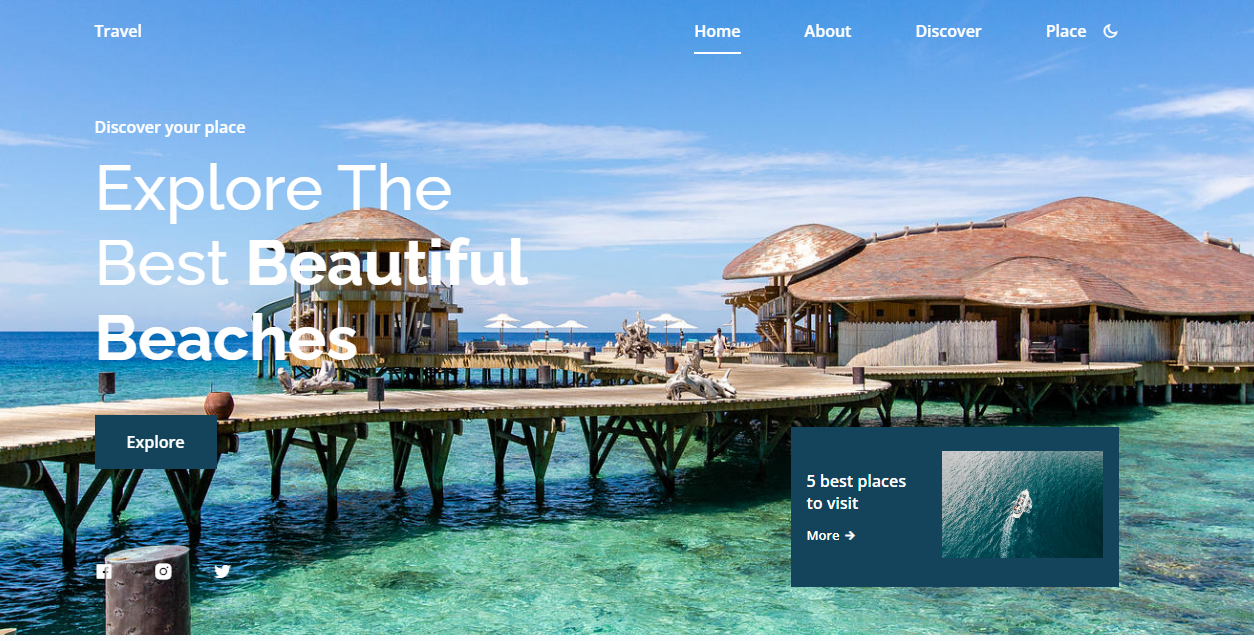 Travel
Home
About
Discover
Place
Discover your place
Explore The
Best Beautiful
Beaches
Explore
5 best places
to visit
More